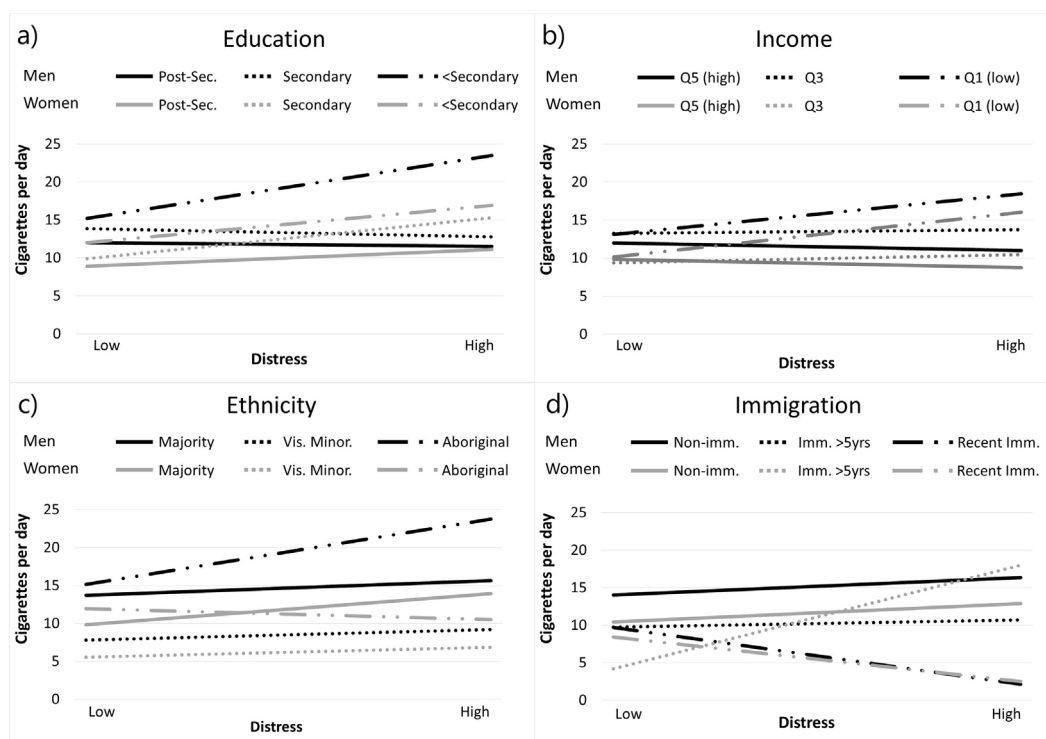 a) Education
Men Post-Sec. Secondary <Secondary
Women Post-Sec. Secondary <Secondary
Cigarettes per day
25
20
15
10
5
0
Low High
Distress
b) Income
Men Q5 (high) Q3 Q1 (low)
Women Q5 (high) Q3 Q1 (low)
Cigarettes per day
25
20
15
10
5
0
Low High
Distress
c) Ethnicity
Men Majority Vis. Minor. Aboriginal
Women Majority Vis. Minor. Aboriginal
Cigarettes per day
25
20
15
10
5
0
Low High
Distress
d) Immigration
Men Non-imm. Imm. >5yrs Recent Imm.
Women Non-imm. Imm. >5yrs Recent Imm.
Cigarettes per day
25
20
15
10
5
0
Low High
Distress